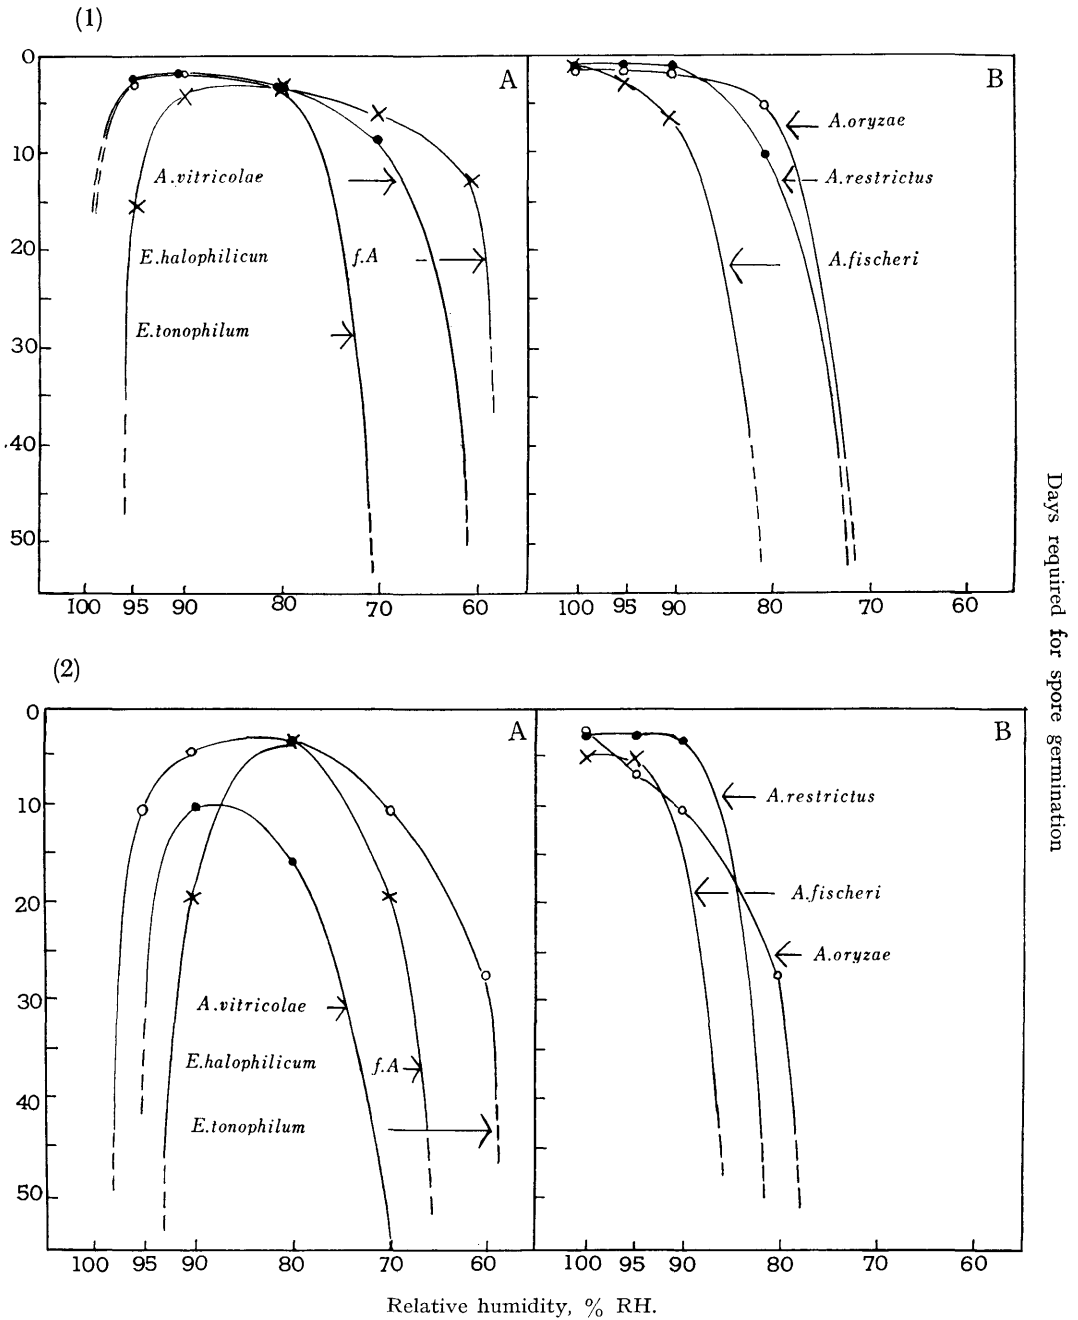 (1)
A
B
0
10
20
30
40
50
A.vitricolae
E.halophilicun f.A
E.tonophilum
A.oryzae
A.restrictus
A.fischeri
100 95 90 80 70 60
100 95 90 80 70 60
(2)
A
B
0
10
20
30
40
50
A.vitricolae
E.halophilicum f.A
E.tonophilum
A.restrictus
A.fischeri
A.oryzae
100 95 90 80 70 60
100 95 90 80 70 60
Days required for spore germination
Relative humidity, % RH.